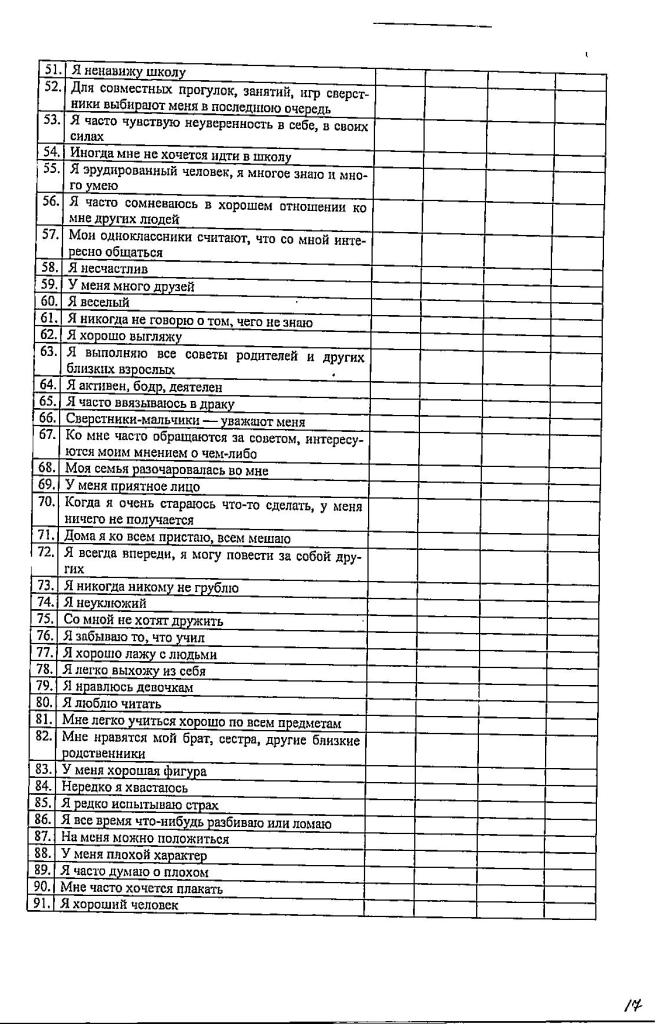 51. Я ненавижу школу
52. Для совместных прогулок, занятий, игр сверст-
ники выбирают меня в последнюю очередь
53. Я часто чувствую неуверенность в себе, в своих
силах
54. Иногда мне не хочется идти в школу
55. Я эрудированный человек, я многое знаю и мно-
го умею
56. Я часто сомневаюсь в хорошем отношении ко
мне других людей
57. Мои одноклассники считают, что со мной инте-
ресно общаться
58. Я несчастлив
59. У меня много друзей
60. Я веселый
61. Я никогда не говорю о том, чего не знаю
62. Я хорошо выгляжу
63. Я выполняю все советы родителей и других
близких взрослых
64. Я активен, бодр, деятелен
65. Я часто ввязываюсь в драку
66. Сверстники-мальчики — уважают меня
67. Ко мне часто обращаются за советом, интересу-
ются моим мнением о чем-либо
68. Моя семья разочаровалась во мне
69. У меня приятное лицо
70. Когда я очень стараюсь что-то сделать, у меня
ничего не получается
71. Дома я ко всем пристаю, всем мешаю
72. Я всегда впереди, я могу повести за собой дру-
гих
73. Я никогда никому не грублю
74. Я неуклюжий
75. Со мной не хотят дружить
76. Я забываю то, что учил
77. Я хорошо лажу с людьми
78. Я легко выхожу из себя
79. Я нравлюсь девочкам
80. Я люблю читать
81. Мне легко учиться хорошо по всем предметам
82. Мне нравятся мой брат, сестра, другие близкие
родственники
83. У меня хорошая фигура
84. Нередко я хвастаюсь
85. Я редко испытываю страх
86. Я все время что-нибудь разбиваю или ломаю
87. На меня можно положиться
88. У меня плохой характер
89. Я часто думаю о плохом
90. Мне часто хочется плакать
91. Я хороший человек
17